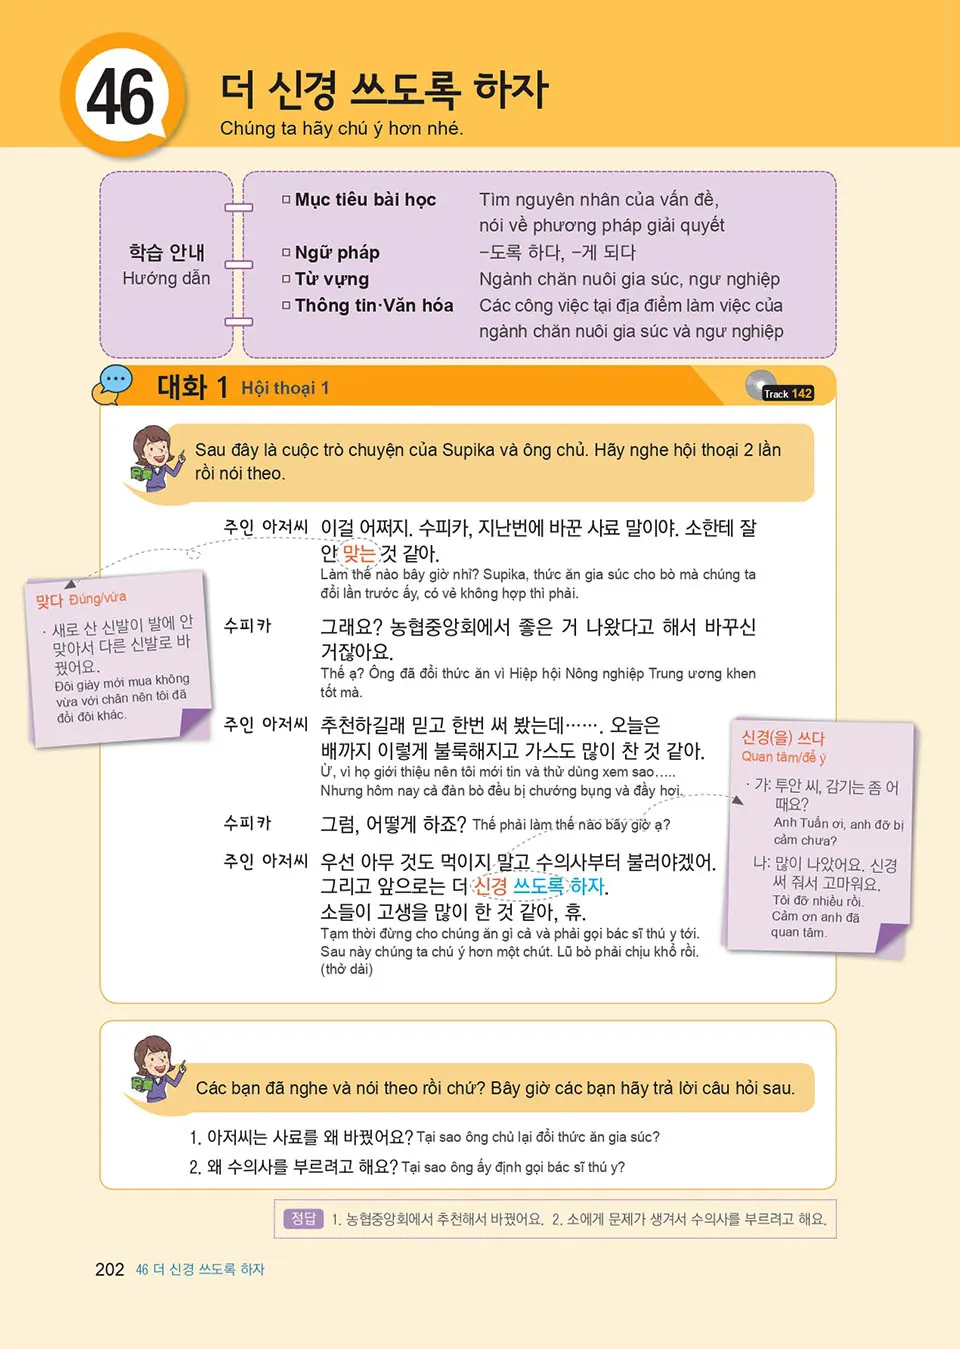 46
더 신경 쓰도록 하자
Chúng ta hãy chú ý hơn nhé.
학습 안내
Hướng dẫn
□ Mục tiêu bài học Tìm nguyên nhân của vấn đề,
nói về phương pháp giải quyết
□ Ngữ pháp –도록 하다, –게 되다
□ Từ vựng Ngành chăn nuôi gia súc, ngư nghiệp
□ Thông tin·Văn hóa Các công việc tại địa điểm làm việc của
ngành chăn nuôi gia súc và ngư nghiệp
대화 1 Hội thoại 1
Track 142
Sau đây là cuộc trò chuyện của Supika và ông chủ. Hãy nghe hội thoại 2 lần
rồi nói theo.
주인 아저씨 이걸 어쩌지. 수피카, 지난번에 바꾼 사료 말이야. 소한테 잘
안 맞는 것 같아.
Làm thế nào bây giờ nhỉ? Supika, thức ăn gia súc cho bò mà chúng ta
đổi lần trước ấy, có vẻ không hợp thì phải.
수피카 그래요? 농협중앙회에서 좋은 거 나왔다고 해서 바꾸신
거잖아요.
Thế ạ? Ông đã đổi thức ăn vì Hiệp hội Nông nghiệp Trung ương khen
tốt mà.
주인 아저씨 추천하길래 믿고 한번 써 봤는데……. 오늘은
배까지 이렇게 불룩해지고 가스도 많이 찬 것 같아.
Ừ, vì họ giới thiệu nên tôi mới tin và thử dùng xem sao…..
Nhưng hôm nay cả đàn bò đều bị chướng bụng và đầy hơi.
수피카 그럼, 어떻게 하죠? Thế phải làm thế nào bây giờ ạ?
주인 아저씨 우선 아무 것도 먹이지 말고 수의사부터 불러야겠어.
그리고 앞으로는 더 신경 쓰도록 하자.
소들이 고생을 많이 한 것 같아, 휴.
Tạm thời đừng cho chúng ăn gì cả và phải gọi bác sĩ thú y tới.
Sau này chúng ta chú ý hơn một chút. Lũ bò phải chịu khổ rồi.
(thở dài)
맞다 Đúng/vừa
· 새로 산 신발이 발에 안
맞아서 다른 신발로 바
꿨어요.
Đôi giày mới mua không
vừa với chân nên tôi đã
đổi đôi khác.
신경(을) 쓰다
Quan tâm/để ý
· 가: 투안 씨, 감기는 좀 어
때요?
Anh Tuấn ơi, anh đỡ bị
cảm chưa?
나: 많이 나았어요. 신경
써 줘서 고마워요.
Tôi đỡ nhiều rồi.
Cảm ơn anh đã
quan tâm.
Các bạn đã nghe và nói theo rồi chứ? Bây giờ các bạn hãy trả lời câu hỏi sau.
1. 아저씨는 사료를 왜 바꿨어요? Tại sao ông chủ lại đổi thức ăn gia súc?
2. 왜 수의사를 부르려고 해요? Tại sao ông ấy định gọi bác sĩ thú y?
정답 1. 농협중앙회에서 추천해서 바꿨어요. 2. 소에게 문제가 생겨서 수의사를 부르려고 해요.
202 46 더 신경 쓰도록 하자